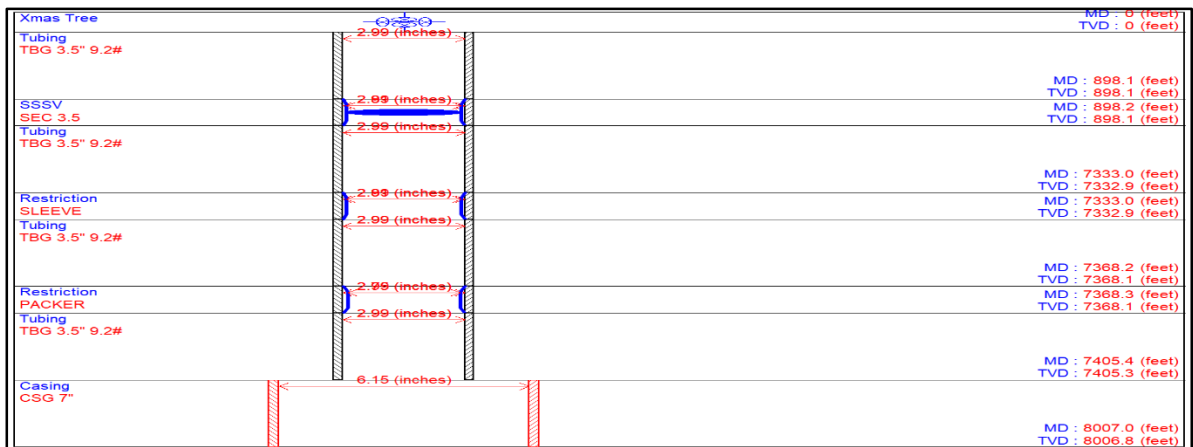 Xmas Tree
MD : 0 (feet)
TVD : 0 (feet)
Tubing
TBG 3.5" 9.2#
2.99 (inches)
MD : 898.1 (feet)
TVD : 898.1 (feet)
SSSV
SEC 3.5
(inches)
MD : 898.2 (feet)
TVD : 898.1 (feet)
Tubing
TBG 3.5" 9.2#
2.99 (inches)
MD : 7333.0 (feet)
TVD : 7332.9 (feet)
Restriction
SLEEVE
(inches)
MD : 7333.0 (feet)
TVD : 7332.9 (feet)
Tubing
TBG 3.5" 9.2#
2.99 (inches)
MD : 7368.2 (feet)
TVD : 7368.1 (feet)
Restriction
PACKER
(inches)
MD : 7368.3 (feet)
TVD : 7368.1 (feet)
Tubing
TBG 3.5" 9.2#
2.99 (inches)
MD : 7405.4 (feet)
TVD : 7405.3 (feet)
Casing
CSG 7"
6.15 (inches)
MD : 8007.0 (feet)
TVD : 8006.8 (feet)